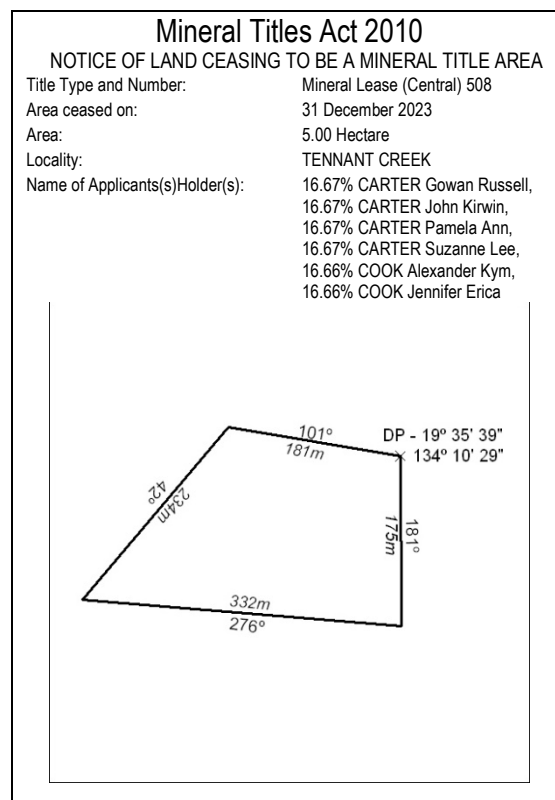 Mineral Titles Act 2010
NOTICE OF LAND CEASING TO BE A MINERAL TITLE AREA
Title Type and Number: Mineral Lease (Central) 508
Area ceased on: 31 December 2023
Area: 5.00 Hectare
Locality: TENNANT CREEK
Name of Applicants(s)Holder(s): 16.67% CARTER Gowan Russell,
16.67% CARTER John Kirwin,
16.67% CARTER Pamela Ann,
16.67% CARTER Suzanne Lee,
16.66% COOK Alexander Kym,
16.66% COOK Jennifer Erica
101º
181m
DP - 19º 35' 39"
134º 10' 29"
42º
234m
175m
181º
332m
276º